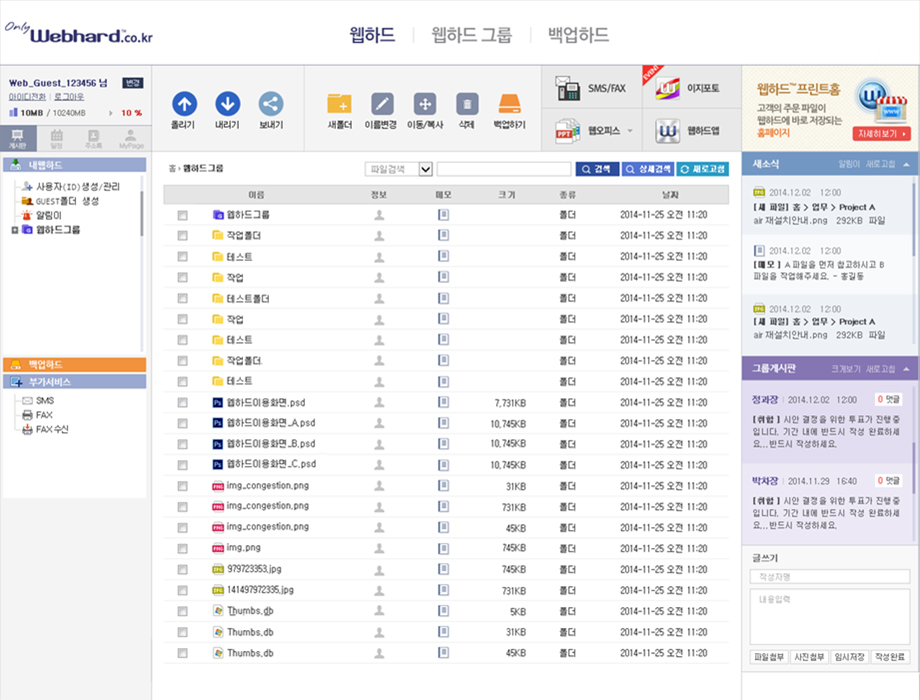 Only Webhard.co.kr
웹하드 웹하드 그룹 백업하드
Web_Guest_123456 님 변경
아이디전환 | 로그아웃
10MB / 10240MB 10 %
게시판 일정 주소록 MyPage
올리기 내리기 보내기 새폴더 이름변경 이동/복사 삭제 백업하기
SMS/FAX EVENT 이지포토
웹오피스 웹하드앱
웹하드™프린트홈
고객의 주문 파일이
웹하드에 바로 저장되는
홈페이지
자세히보기
내웹하드
사용자(ID)생성/관리
GUEST폴더 생성
알림이
웹하드그룹
백업하드
부가서비스
SMS
FAX
FAX수신
홈 › 웹하드그룹 파일검색 검색 상세검색 새로고침
이름 정보 메모 크기 종류 날짜
웹하드그룹 폴더 2014-11-25 오전 11:20
작업폴더 폴더 2014-11-25 오전 11:20
테스트 폴더 2014-11-25 오전 11:20
작업 폴더 2014-11-25 오전 11:20
테스트폴더 폴더 2014-11-25 오전 11:20
작업 폴더 2014-11-25 오전 11:20
테스트 폴더 2014-11-25 오전 11:20
작업폴더. 폴더 2014-11-25 오전 11:20
테스트 폴더 2014-11-25 오전 11:20
웹하드이용화면.psd 7,731KB 폴더 2014-11-25 오전 11:20
웹하드이용화면_A.psd 10,745KB 폴더 2014-11-25 오전 11:20
웹하드이용화면_B.psd 10,745KB 폴더 2014-11-25 오전 11:20
웹하드이용화면_C.psd 10,745KB 폴더 2014-11-25 오전 11:20
img_congestion.png 31KB 폴더 2014-11-25 오전 11:20
img_congestion.png 731KB 폴더 2014-11-25 오전 11:20
img_congestion.png 45KB 폴더 2014-11-25 오전 11:20
img.png 745KB 폴더 2014-11-25 오전 11:20
979723353.jpg 745KB 폴더 2014-11-25 오전 11:20
141497972335.jpg 731KB 폴더 2014-11-25 오전 11:20
Thumbs.db 5KB 폴더 2014-11-25 오전 11:20
Thumbs.db 31KB 폴더 2014-11-25 오전 11:20
Thumbs.db 45KB 폴더 2014-11-25 오전 11:20
새소식 알림이 새로고침
2014.12.02 12:00
[새 파일] 홈 > 업무 > Project A
air 재설치안내.png 292KB 파일
2014.12.02 12:00
[메모] A 파일을 먼저 참고하시고 B
파일을 작업해주세요. - 홍길동
2014.12.02 12:00
[새 파일] 홈 > 업무 > Project A
air 재설치안내.png 292KB 파일
그룹게시판 크게보기 새로고침
정과장 | 2014.12.02 12:00 0 댓글
[취합] 시안 결정을 위한 투표가 진행중
입니다. 기간 내에 반드시 작성 완료하세
요...반드시 작성하세요.
박차장 | 2014.11.29 16:40 0 댓글
[취합] 시안 결정을 위한 투표가 진행중
입니다. 기간 내에 반드시 작성 완료하세
요...반드시 작성하세요.
글쓰기
작성자명
내용입력
파일첨부 사진첨부 임시저장 작성완료